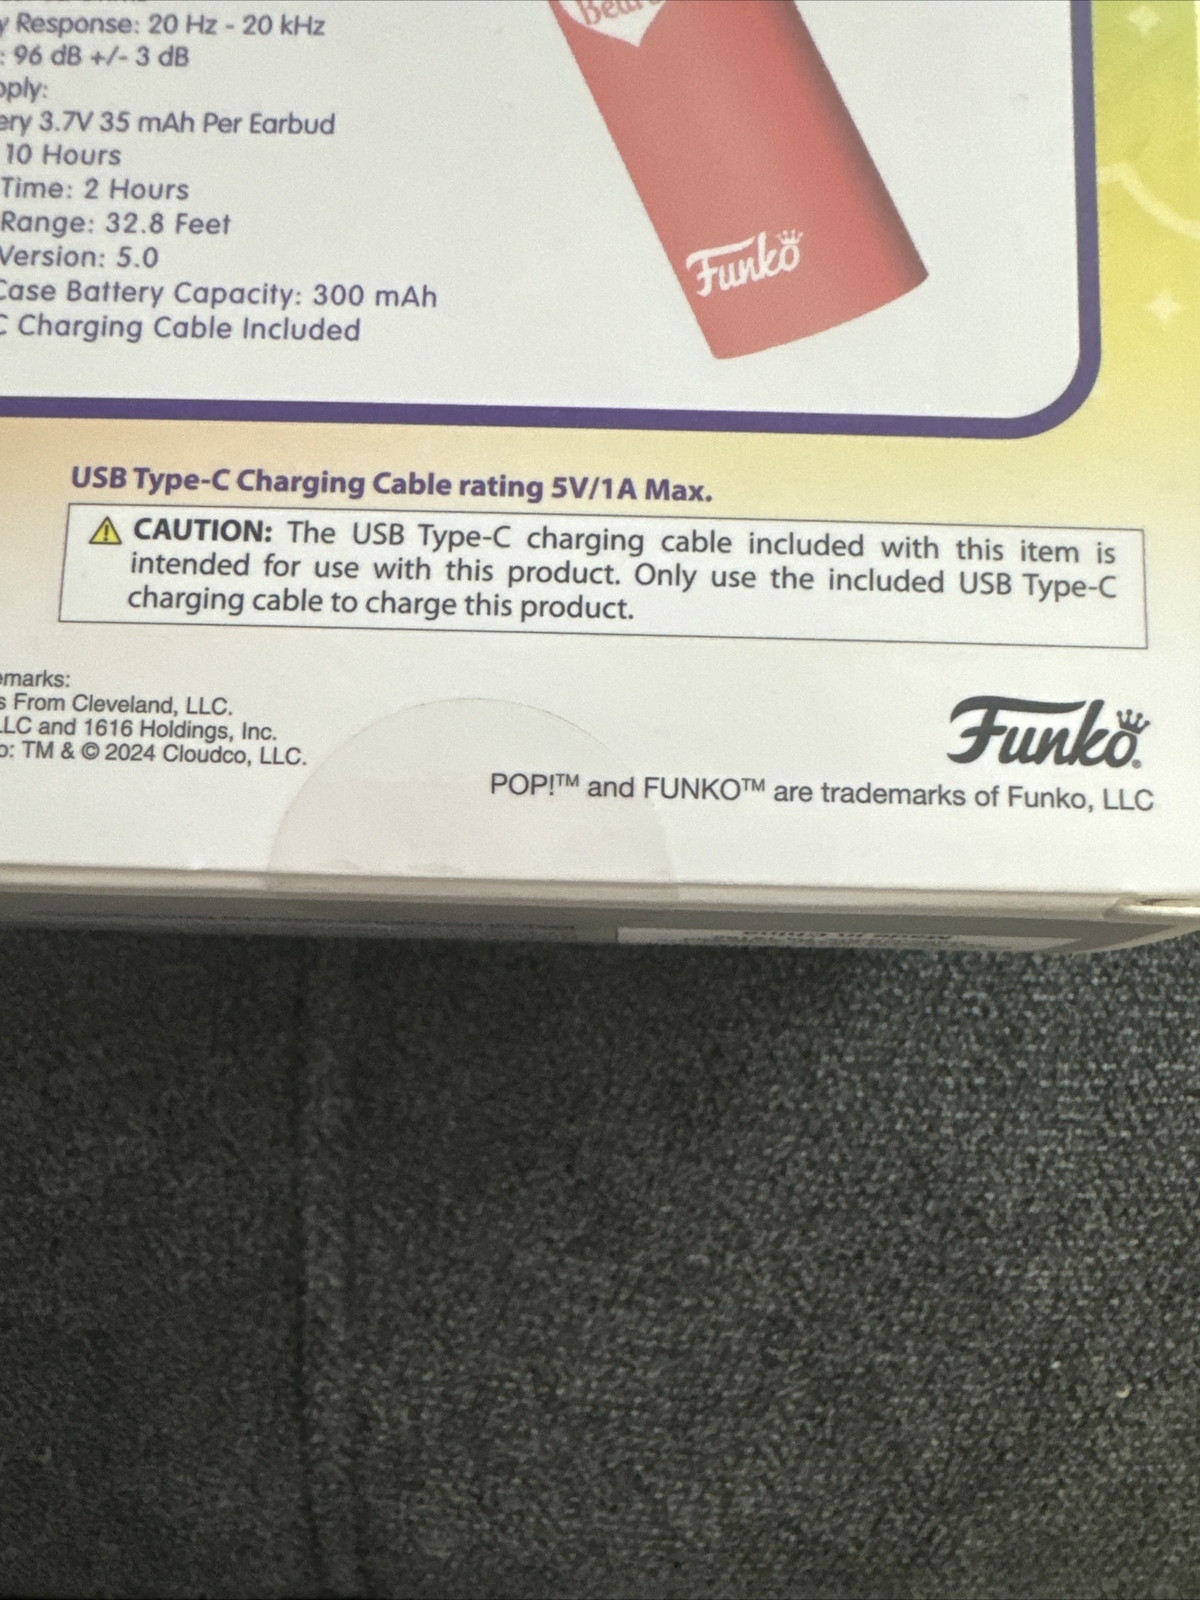 y Response: 20 Hz - 20 kHz
: 96 dB +/- 3 dB
pply:
ery 3.7V 35 mAh Per Earbud
10 Hours
Time: 2 Hours
Range: 32.8 Feet
Version: 5.0
Case Battery Capacity: 300 mAh
C Charging Cable Included
Funko
USB Type-C Charging Cable rating 5V/1A Max.
CAUTION: The USB Type-C charging cable included with this item is
intended for use with this product. Only use the included USB Type-C
charging cable to charge this product.
emarks:
s From Cleveland, LLC.
LLC and 1616 Holdings, Inc.
o: TM & © 2024 Cloudco, LLC.
Funko®
POP!™ and FUNKO™ are trademarks of Funko, LLC